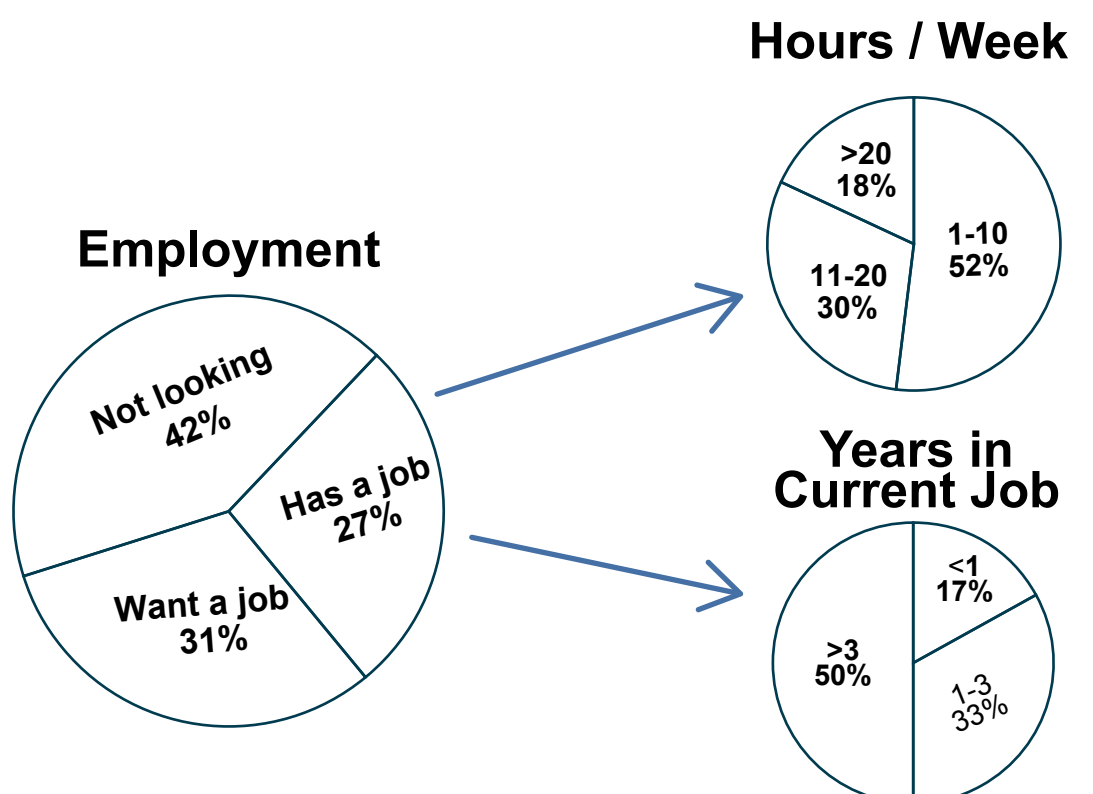 Hours / Week
>20
18%
1-10
52%
11-20
30%
Employment
Not looking
42%
Has a job
27%
Want a job
31%
Years in
Current Job
<1
17%
>3
50%
1-3
33%